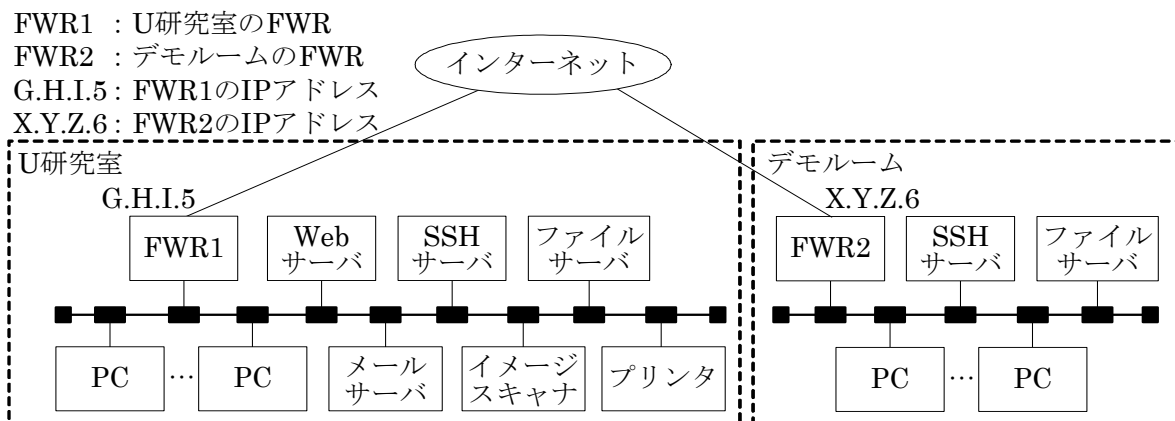 FWR1 : U研究室のFWR
FWR2 : デモルームのFWR
G.H.I.5 : FWR1のIPアドレス
X.Y.Z.6 : FWR2のIPアドレス
インターネット
U研究室
G.H.I.5
FWR1
Web
サーバ
SSH
サーバ
ファイル
サーバ
PC
…
PC
メール
サーバ
イメージ
スキャナ
プリンタ
デモルーム
X.Y.Z.6
FWR2
SSH
サーバ
ファイル
サーバ
PC
…
PC